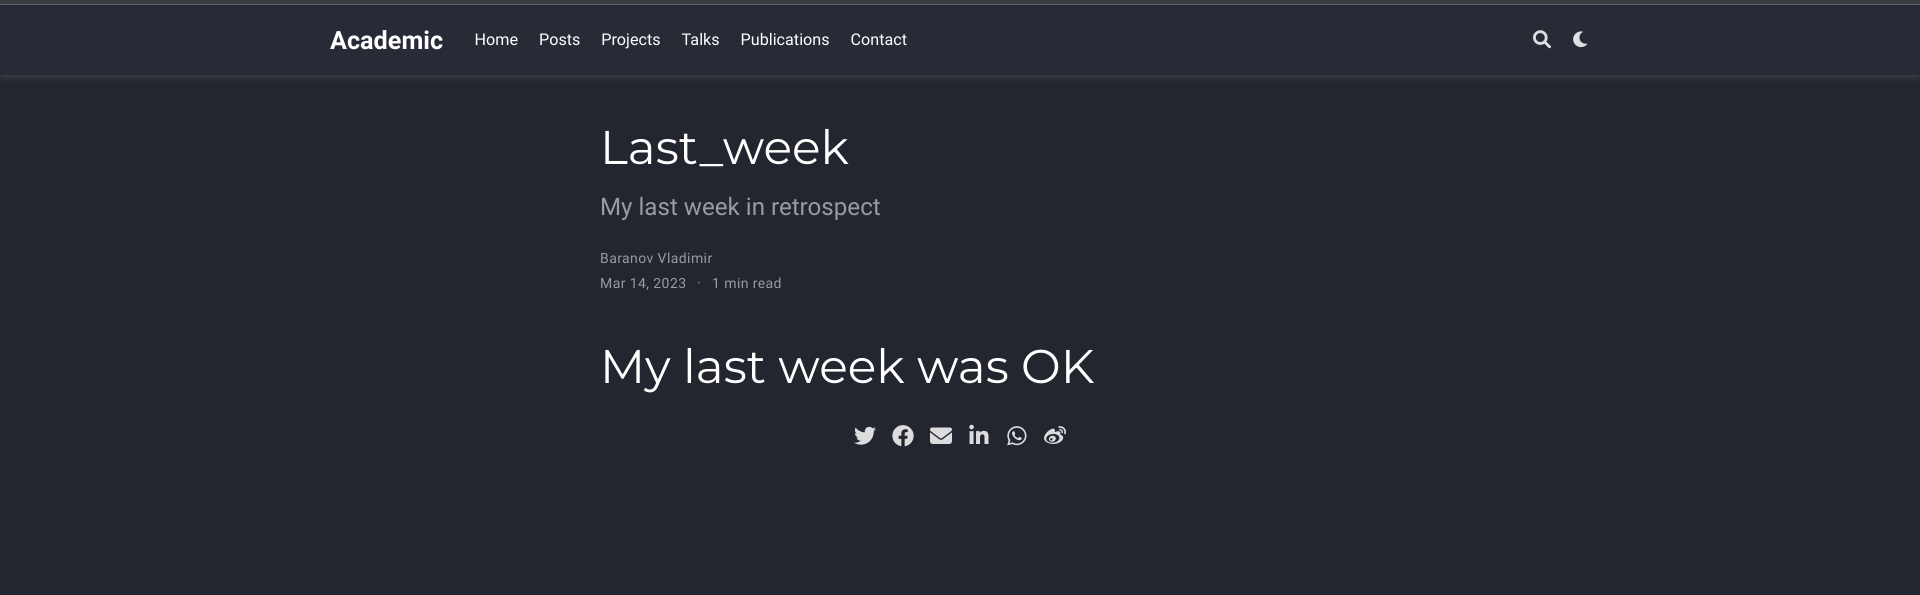 Academic Home Posts Projects Talks Publications Contact
Last_week
My last week in retrospect
Baranov Vladimir
Mar 14, 2023 · 1 min read
My last week was OK